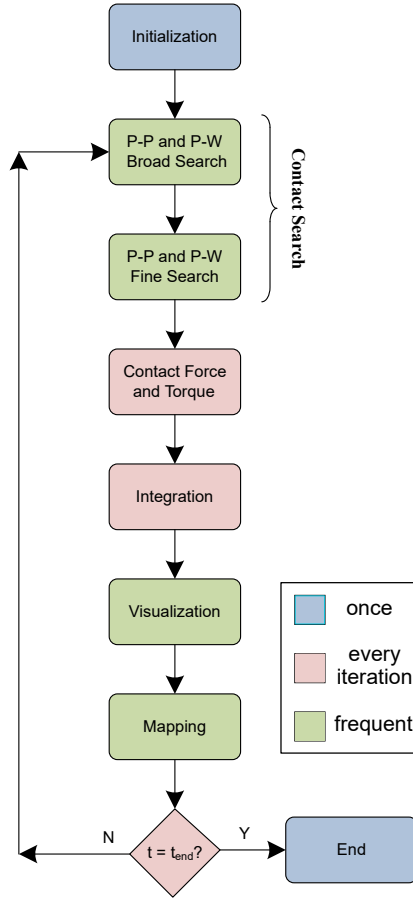 Initialization
P-P and P-W
Broad Search
P-P and P-W
Fine Search
Contact Search
Contact Force
and Torque
Integration
Visualization
once
every
iteration
frequent
Mapping
t = tend?
N
Y
End